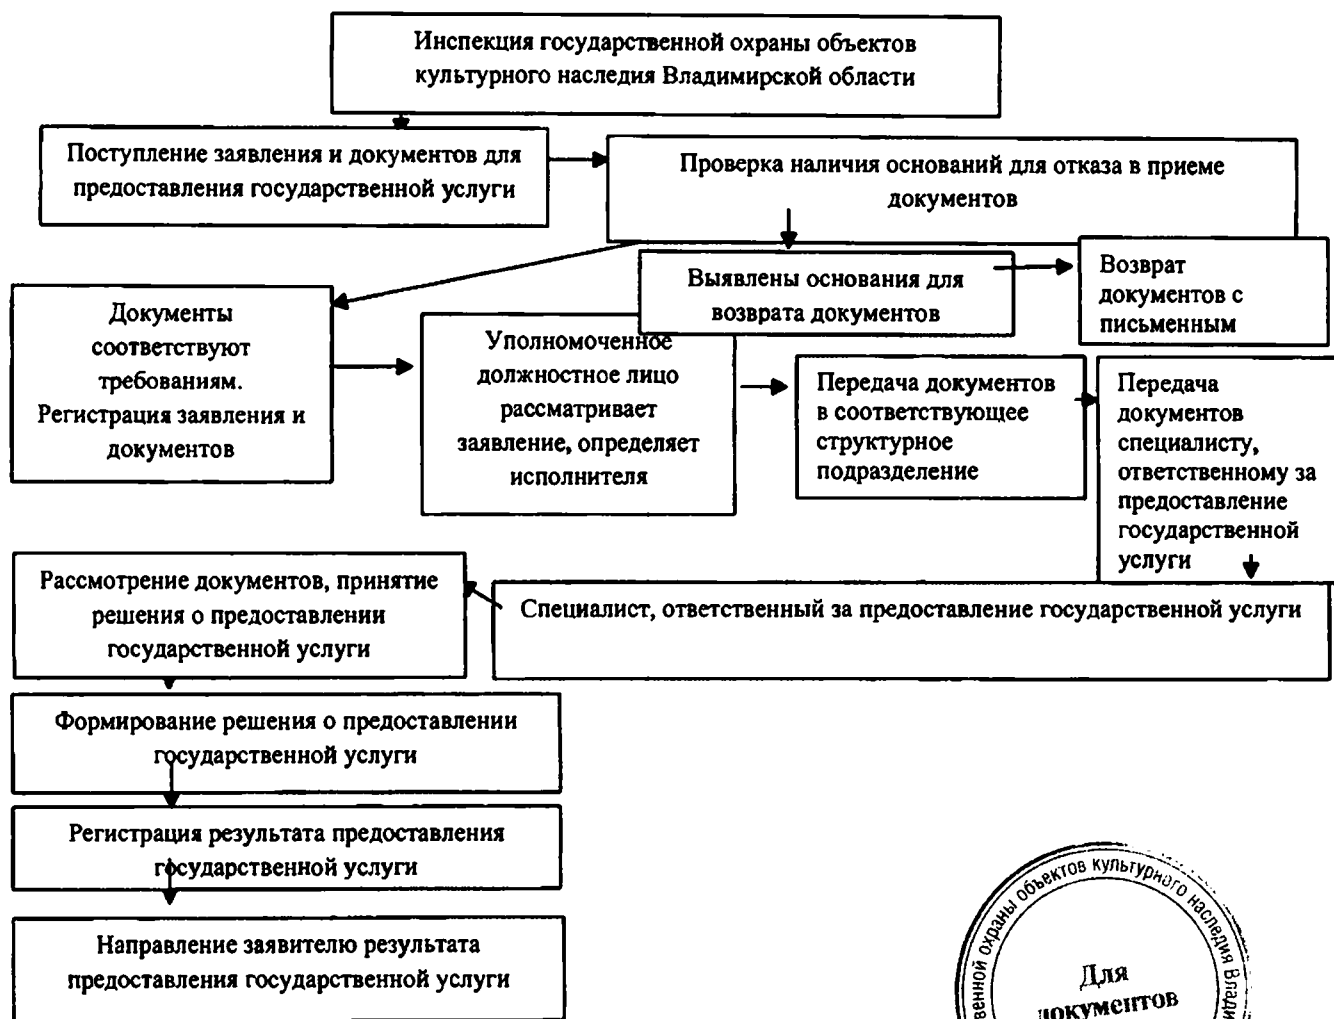 Инспекция государственной охраны объектов
культурного наследия Владимирской области
Поступление заявления и документов для
предоставления государственной услуги
Проверка наличия оснований для отказа в приеме
документов
Выявлены основания для
возврата документов
Возврат
документов с
письменным
Документы
соответствуют
требованиям.
Регистрация заявления и
документов
Уполномоченное
должностное лицо
рассматривает
заявление, определяет
исполнителя
Передача документов
в соответствующее
структурное
подразделение
Передача
документов
специалисту,
ответственному за
предоставление
государственной
услуги
Специалист, ответственный за предоставление государственной услуги
Рассмотрение документов, принятие
решения о предоставлении
государственной услуги
Формирование решения о предоставлении
государственной услуги
Регистрация результата предоставления
государственной услуги
Направление заявителю результата
предоставления государственной услуги
охраны объектов культурного наследия
Для
документов